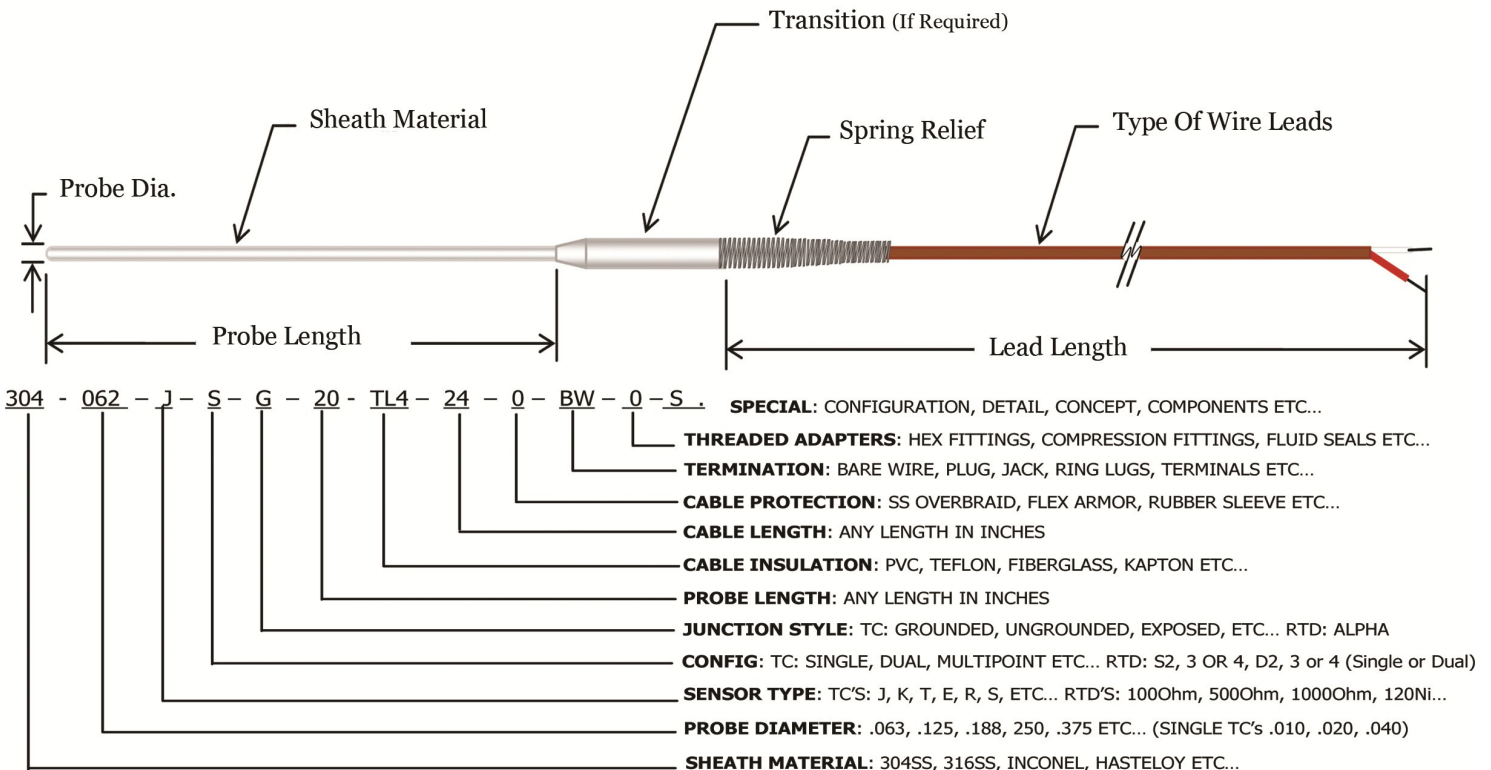 Transition (If Required)
Sheath Material
Spring Relief
Type Of Wire Leads
Probe Dia.
Probe Length
Lead Length
304 - 062 - J - S - G - 20 - TL4 - 24 - 0 - BW - 0 - S .
SPECIAL: CONFIGURATION, DETAIL, CONCEPT, COMPONENTS ETC...
THREADED ADAPTERS: HEX FITTINGS, COMPRESSION FITTINGS, FLUID SEALS ETC...
TERMINATION: BARE WIRE, PLUG, JACK, RING LUGS, TERMINALS ETC...
CABLE PROTECTION: SS OVERBRAID, FLEX ARMOR, RUBBER SLEEVE ETC...
CABLE LENGTH: ANY LENGTH IN INCHES
CABLE INSULATION: PVC, TEFLON, FIBERGLASS, KAPTON ETC...
PROBE LENGTH: ANY LENGTH IN INCHES
JUNCTION STYLE: TC: GROUNDED, UNGROUNDED, EXPOSED, ETC... RTD: ALPHA
CONFIG: TC: SINGLE, DUAL, MULTIPOINT ETC... RTD: S2, 3 OR 4, D2, 3 or 4 (Single or Dual)
SENSOR TYPE: TC'S: J, K, T, E, R, S, ETC... RTD'S: 100Ohm, 500Ohm, 1000Ohm, 120Ni...
PROBE DIAMETER: .063, .125, .188, 250, .375 ETC... (SINGLE TC's .010, .020, .040)
SHEATH MATERIAL: 304SS, 316SS, INCONEL, HASTELOY ETC...